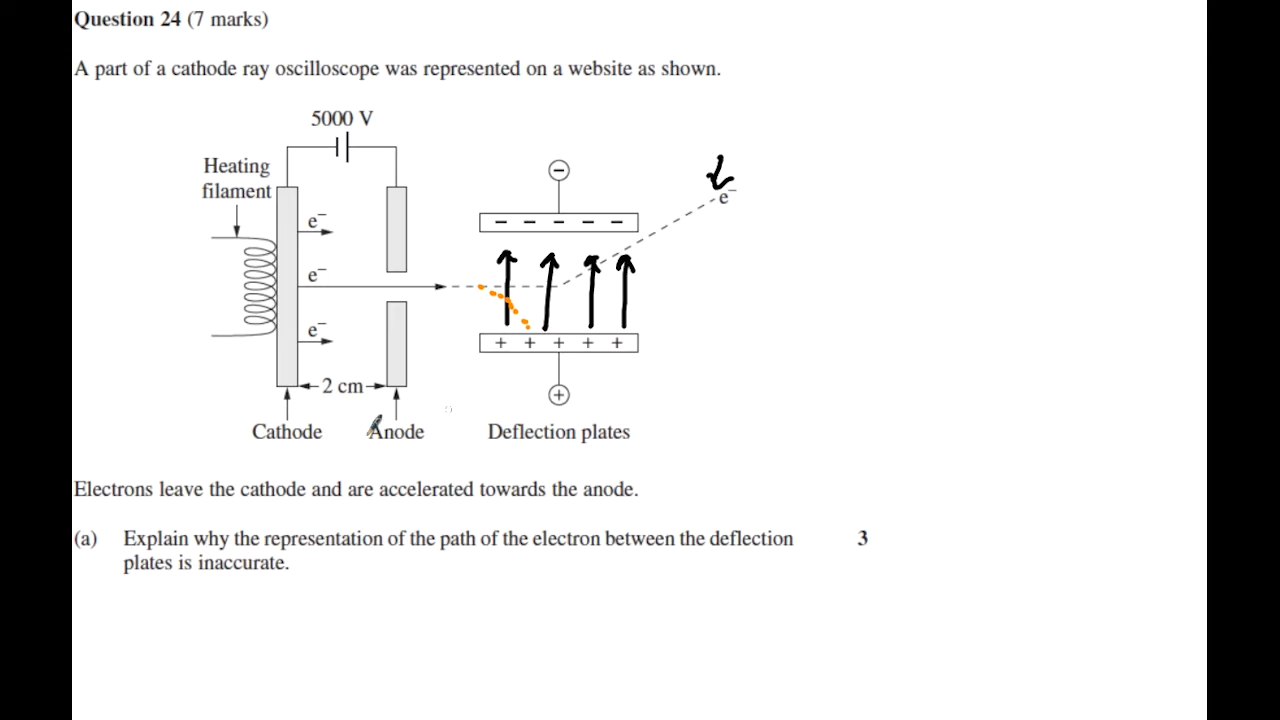 Question 24 (7 marks)
A part of a cathode ray oscilloscope was represented on a website as shown.
5000 V
Heating
filament
e⁻
e⁻
e⁻
−
− − − − −
e⁻
+ + + + +
+
2 cm
Cathode
Anode
Deflection plates
Electrons leave the cathode and are accelerated towards the anode.
(a) Explain why the representation of the path of the electron between the deflection 3
plates is inaccurate.